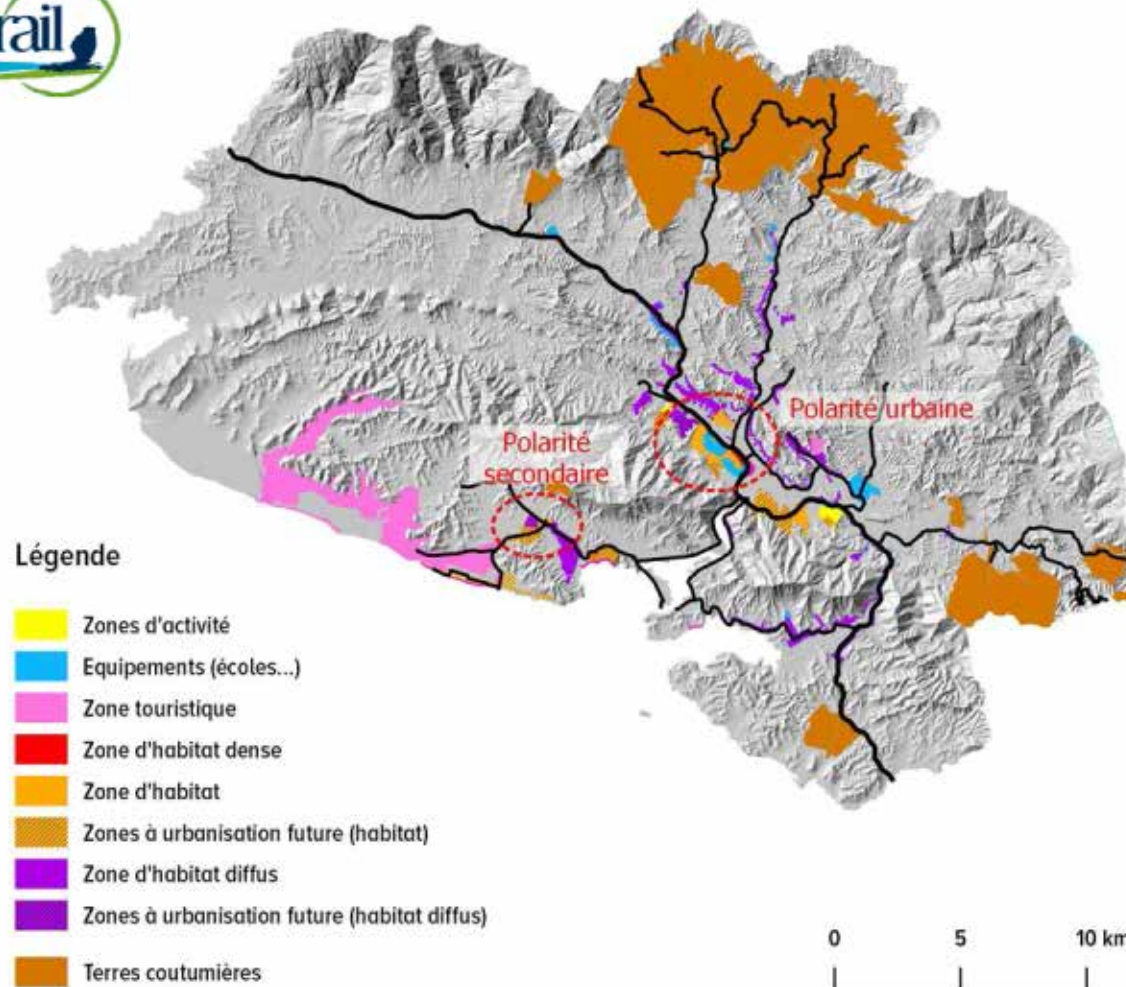 rail
Polarité urbaine
Polarité
secondaire
Légende
Zones d'activité
Equipements (écoles...)
Zone touristique
Zone d'habitat dense
Zone d'habitat
Zones à urbanisation future (habitat)
Zone d'habitat diffus
Zones à urbanisation future (habitat diffus)
Terres coutumières
0 5 10 km